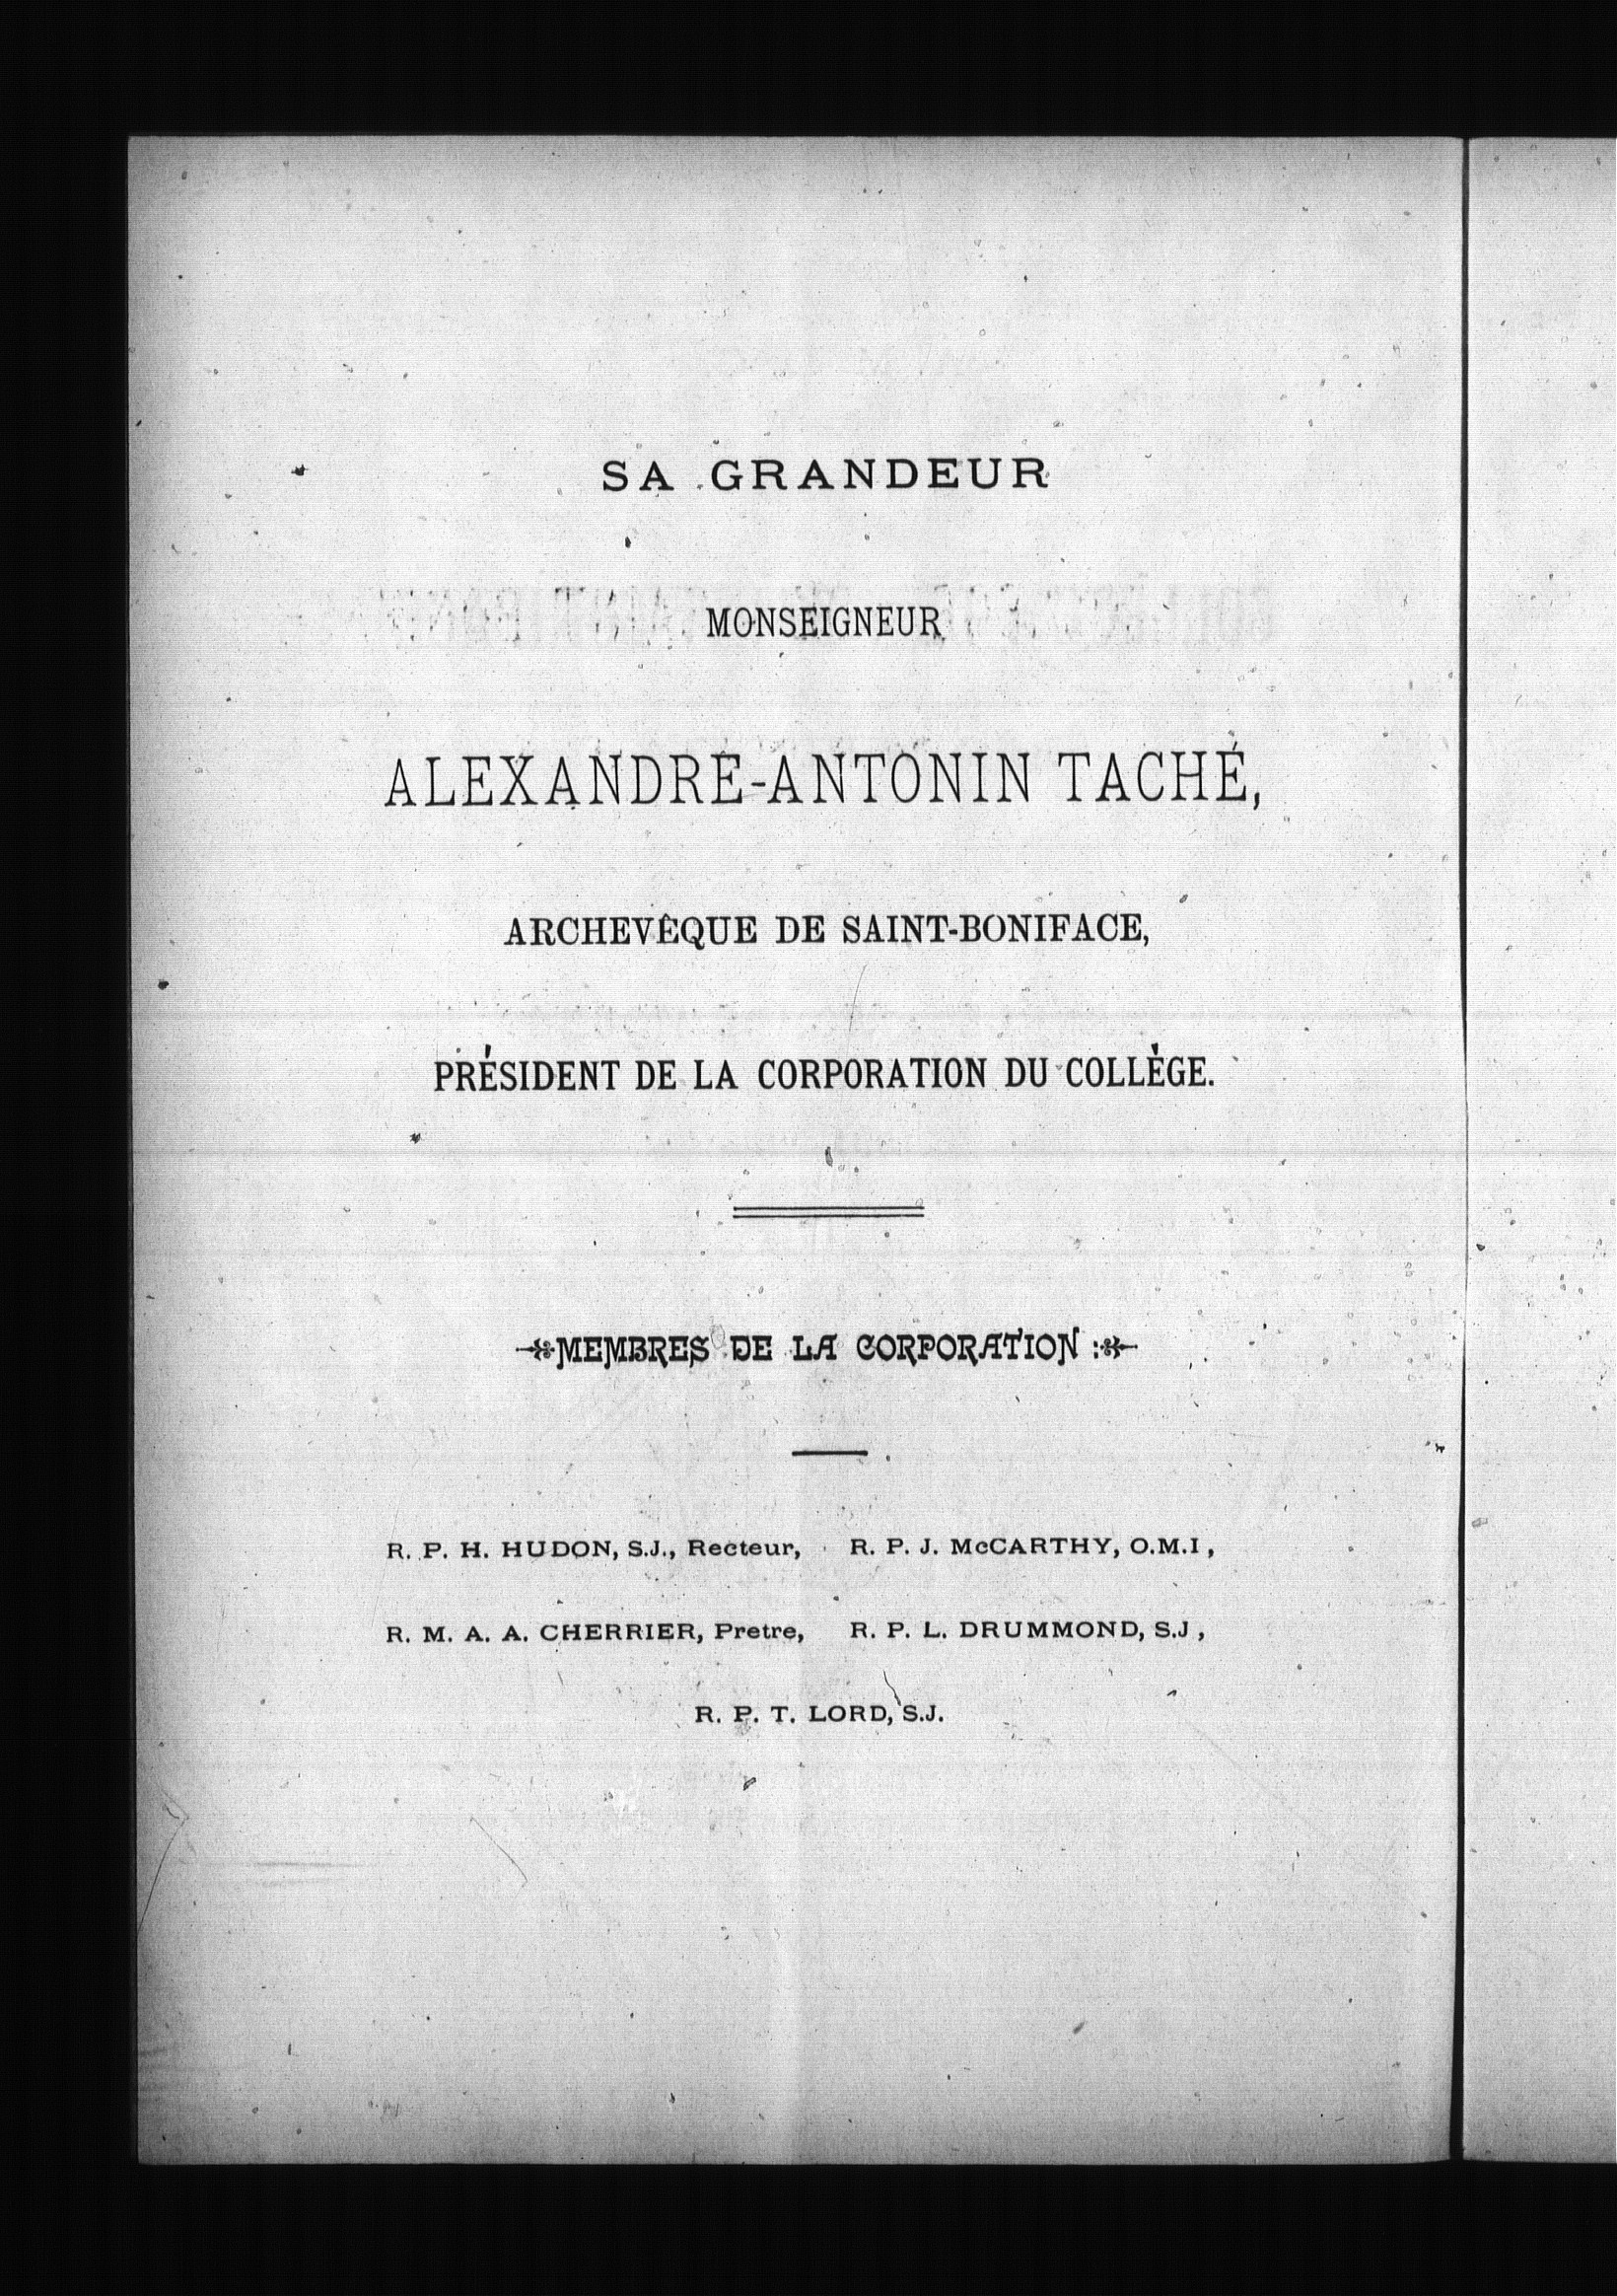 SA GRANDEUR
MONSEIGNEUR
ALEXANDRE-ANTONIN TACHÉ,
ARCHEVÊQUE DE SAINT-BONIFACE,
PRÉSIDENT DE LA CORPORATION DU COLLÈGE.
MEMBRES DE LA CORPORATION :
R. P. H. HUDON, S.J., Recteur, R. P. J. McCARTHY, O.M.I ,
R. M. A. A. CHERRIER, Pretre, R. P. L. DRUMMOND, S.J ,
R. P. T. LORD, S.J.